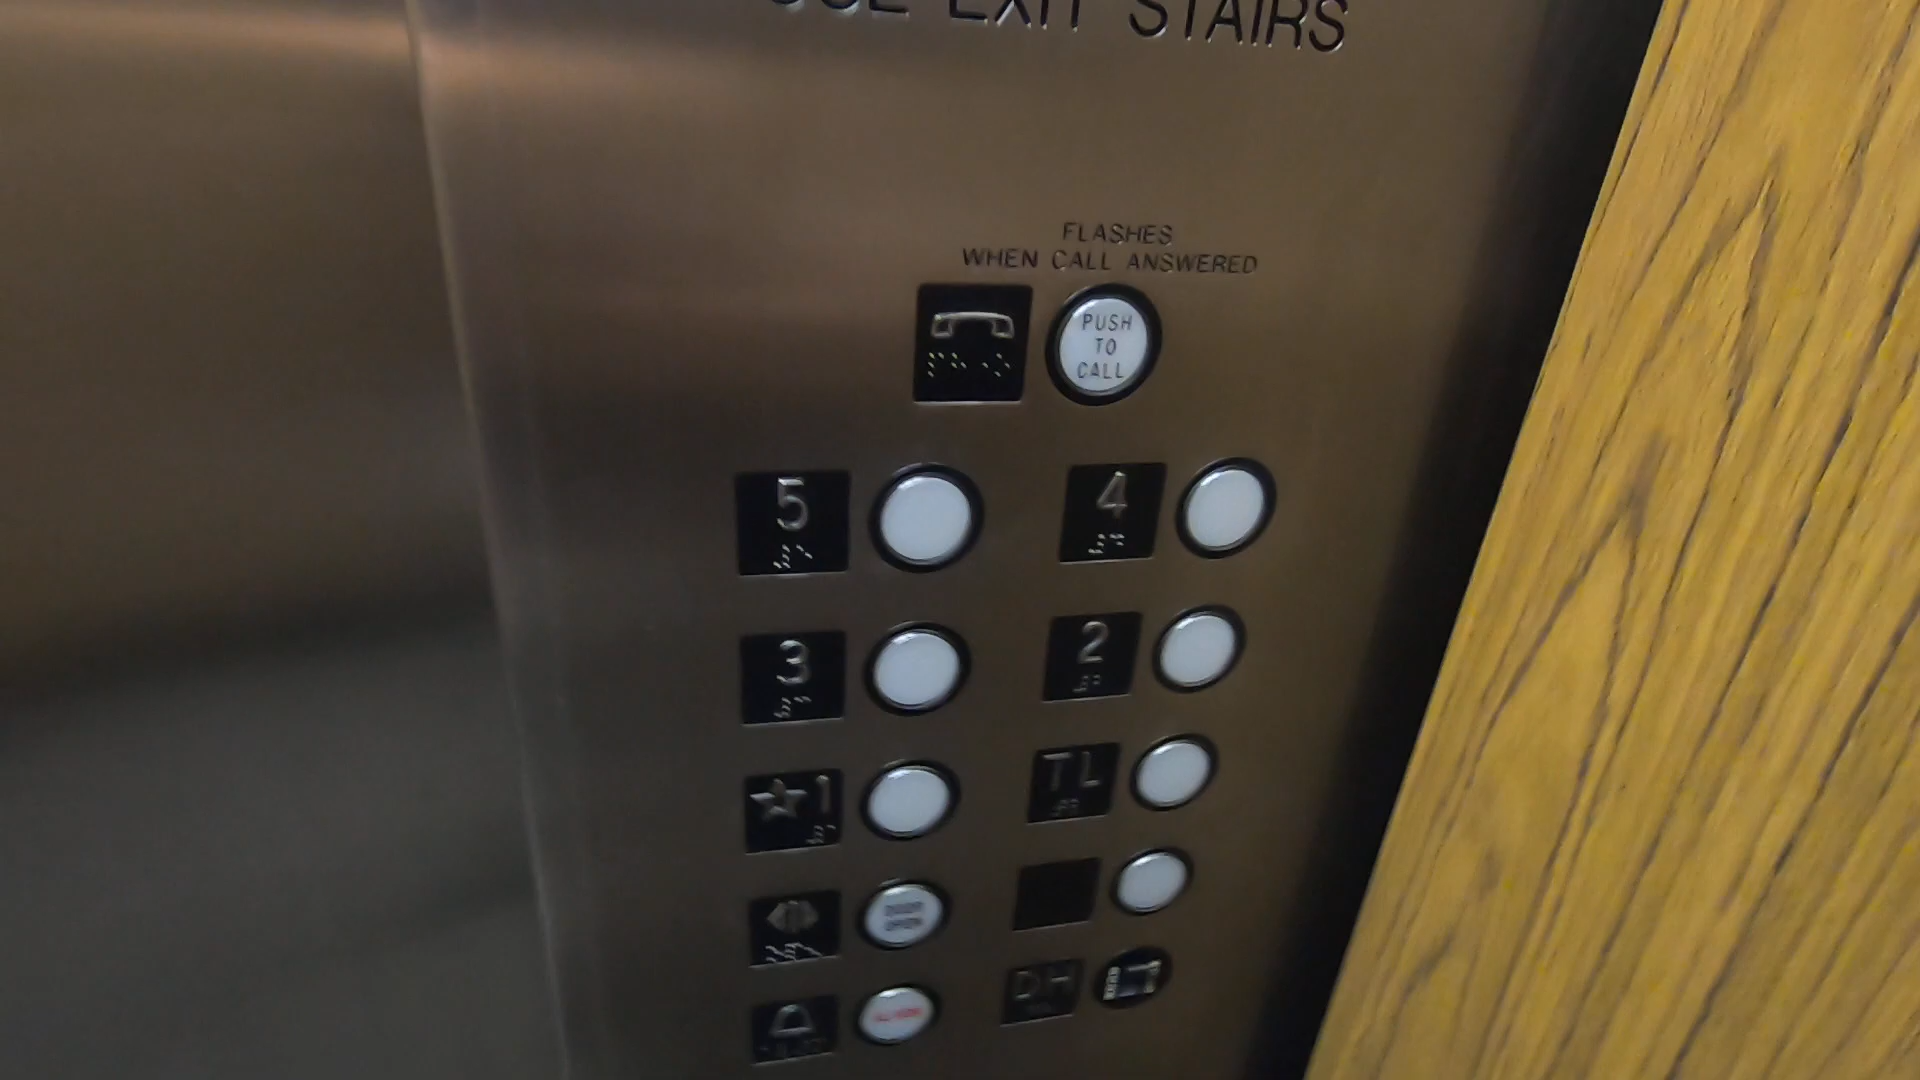 EXIT STAIRS
FLASHES
WHEN CALL ANSWERED
PUSH
TO
CALL
5
4
3
2
★1
TL
DOOR
OPEN
DH